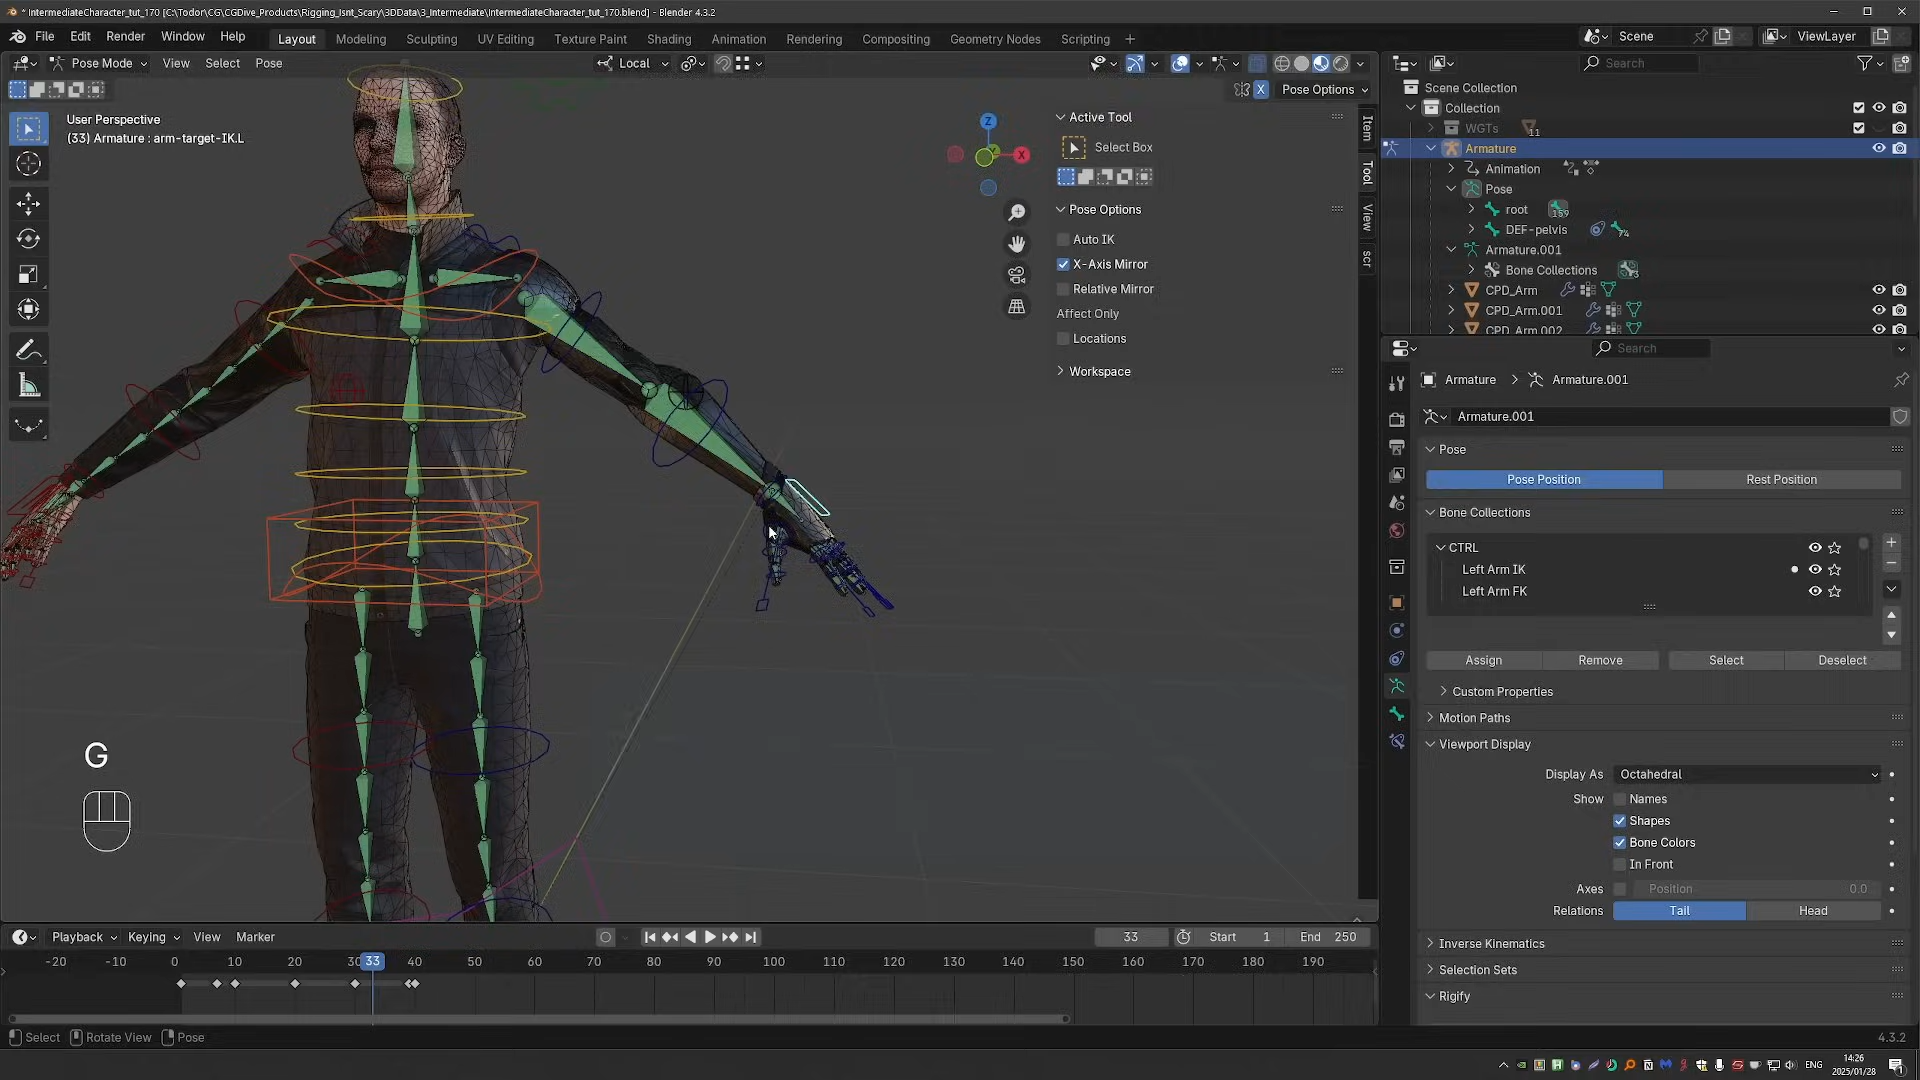 * IntermediateCharacter_tut_170 [C:\Todor\CG\CGDive_Products\Rigging_Isnt_Scary\3DData\3_Intermediate\IntermediateCharacter_tut_170.blend] - Blender 4.3.2
File Edit Render Window Help Layout Modeling Sculpting UV Editing Texture Paint Shading Animation Rendering Compositing Geometry Nodes Scripting + Scene ViewLayer
Pose Mode View Select Pose Local Search
X Pose Options
Scene Collection
Collection
WGTs 11
Armature
Animation
Pose
root 159
DEF-pelvis 74
Armature.001
Bone Collections 3
CPD_Arm
CPD_Arm.001
CPD_Arm.002
User Perspective
(33) Armature : arm-target-IK.L
Z
X
Active Tool
Select Box
Pose Options
Auto IK
X-Axis Mirror
Relative Mirror
Affect Only
Locations
Workspace
Item
Tool
View
scr
Search
Armature > Armature.001
Armature.001
Pose
Pose Position Rest Position
Bone Collections
CTRL
Left Arm IK
Left Arm FK
Assign Remove Select Deselect
Custom Properties
Motion Paths
Viewport Display
Display As Octahedral
Show Names
Shapes
Bone Colors
In Front
Axes Position 0.0
Relations Tail Head
Inverse Kinematics
Selection Sets
Rigify
G
Playback Keying View Marker 33 Start 1 End 250
-20 -10 0 10 20 30 33 40 50 60 70 80 90 100 110 120 130 140 150 160 170 180 190
Select Rotate View Pose 4.3.2
ENG 14:26
2025/01/28